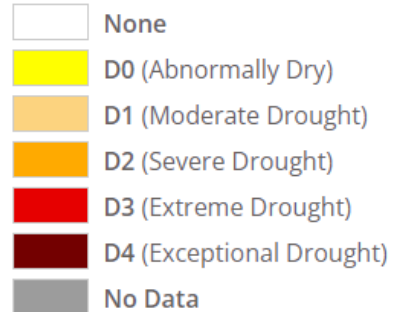 None
D0 (Abnormally Dry)
D1 (Moderate Drought)
D2 (Severe Drought)
D3 (Extreme Drought)
D4 (Exceptional Drought)
No Data